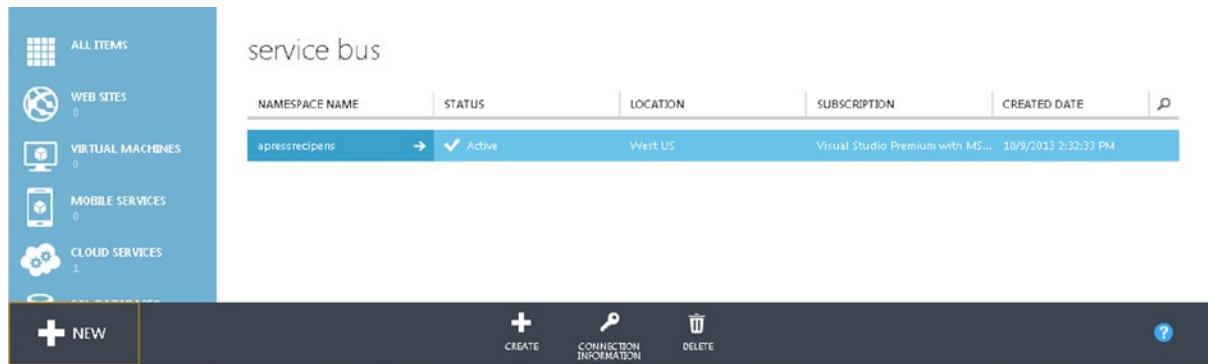 ALL ITEMS
WEB SITES
0
VIRTUAL MACHINES
0
MOBILE SERVICES
0
CLOUD SERVICES
1
service bus
NAMESPACE NAME STATUS LOCATION SUBSCRIPTION CREATED DATE
apressrecipens Active West US Visual Studio Premium with MS... 10/9/2013 2:32:33 PM
NEW
CREATE
CONNECTION
INFORMATION
DELETE
?